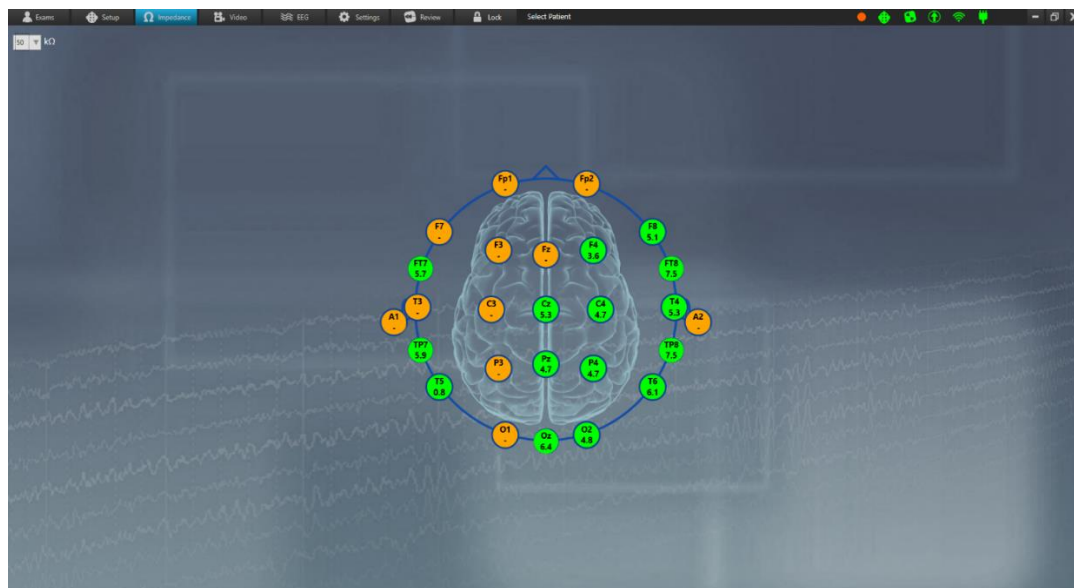 Exams Setup Impedance Video EEG Settings Review Lock Select Patient
50 kΩ
Fp1 Fp2
- -
F7 F8
- 5.1
F3 Fz F4
- - 3.6
FT7 FT8
5.7 7.5
T3 C3 Cz C4 T4
- - 5.3 4.7 5.3
A1 A2
- -
TP7 TP8
5.9 7.5
P3 Pz P4
- 4.7 4.7
T5 T6
0.8 6.1
O1 Oz O2
- 6.4 4.8